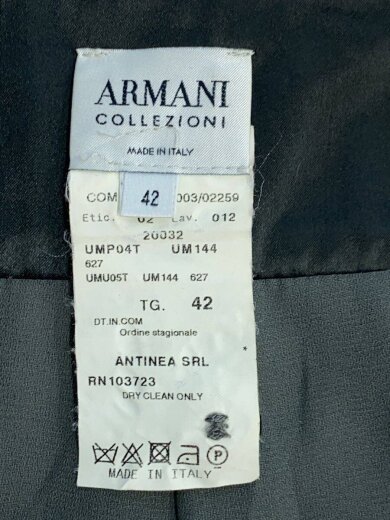 ARMANI
COLLEZIONI
MADE IN ITALY
42
COM 003/02259
Etic. 02 Lav. 012
20032
UMP04T UM144
627
UMU05T UM144 627
TG. 42
DT.IN.COM
Ordine stagionale
ANTINEA SRL
RN103723
DRY CLEAN ONLY
P
MADE IN ITALY